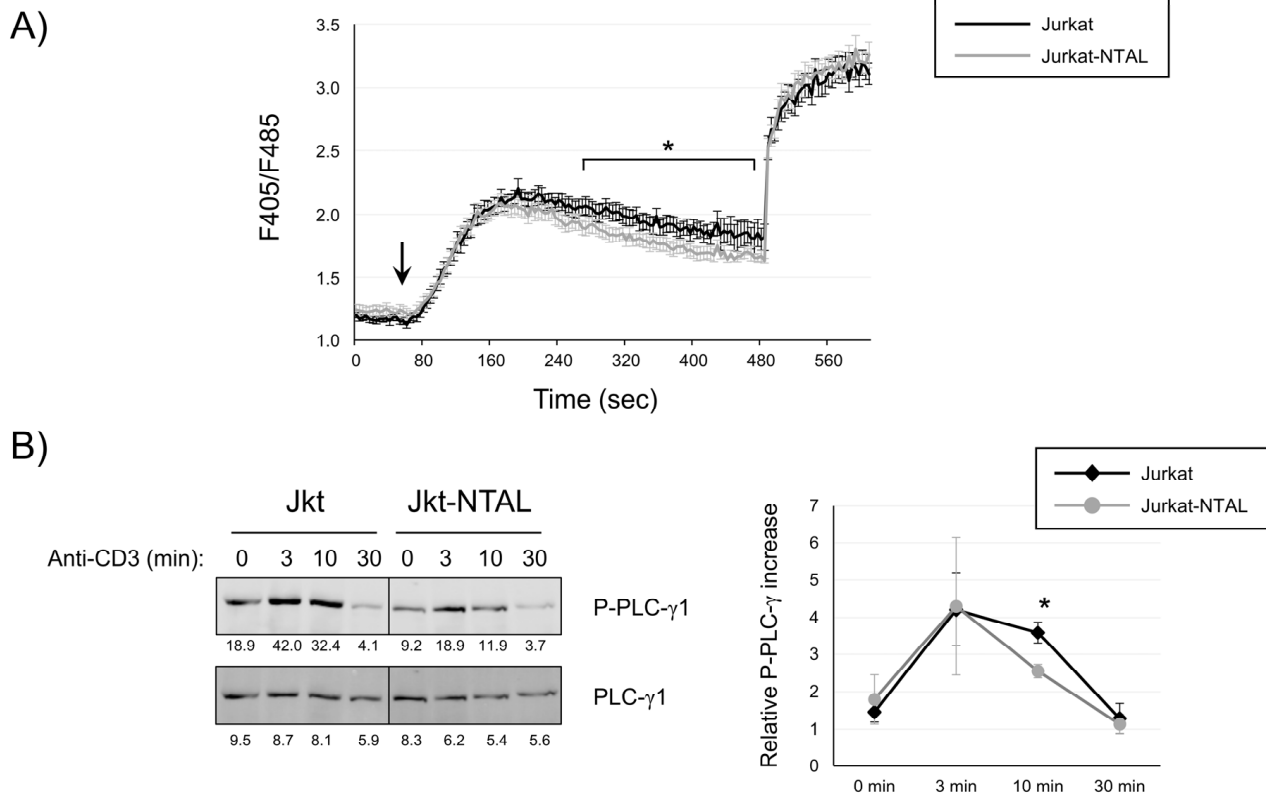 A)
Jurkat
Jurkat-NTAL
3.5
3.0
2.5
2.0
1.5
1.0
F405/F485
*
0 80 160 240 320 400 480 560
Time (sec)
B)
Jkt Jkt-NTAL
Anti-CD3 (min): 0 3 10 30 0 3 10 30
P-PLC-γ1
18.9 42.0 32.4 4.1 9.2 18.9 11.9 3.7
PLC-γ1
9.5 8.7 8.1 5.9 8.3 6.2 5.4 5.6
Jurkat
Jurkat-NTAL
Relative P-PLC-γ increase
7
6
5
4
3
2
1
0
*
0 min 3 min 10 min 30 min